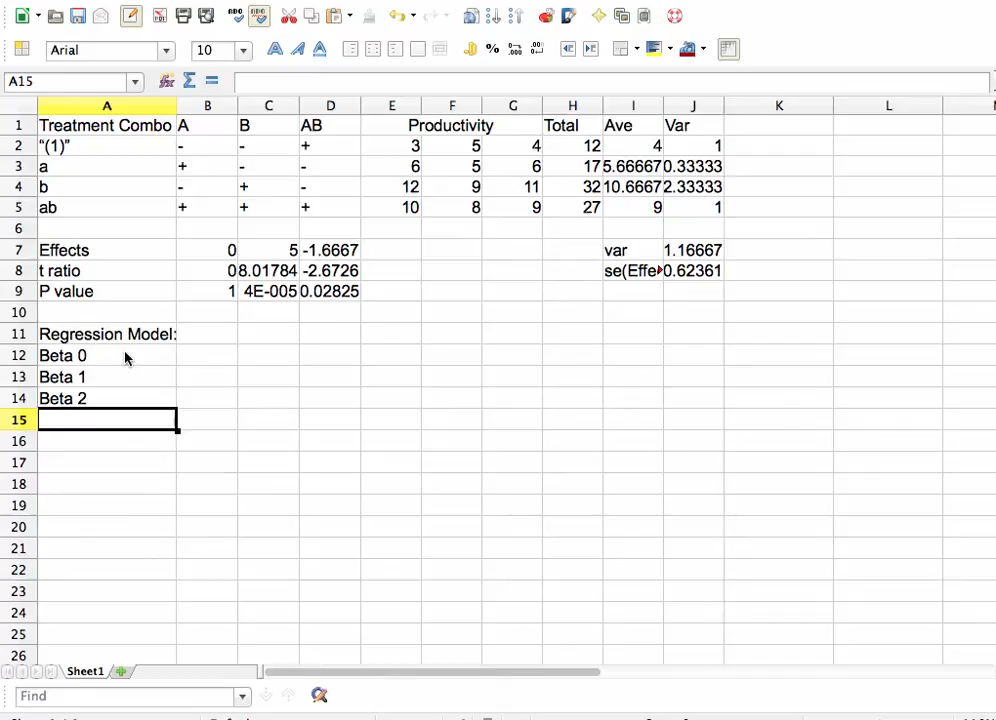 Arial 10
A15
A B C D E F G H I J K L
1 Treatment Combo A B AB Productivity Total Ave Var
2 “(1)” - - + 3 5 4 12 4 1
3 a + - - 6 5 6 17 5.66667 0.33333
4 b - + - 12 9 11 32 10.6667 2.33333
5 ab + + + 10 8 9 27 9 1
6
7 Effects 0 5 -1.6667 var 1.16667
8 t ratio 0 8.01784 -2.6726 se(Effe 0.62361
9 P value 1 4E-005 0.02825
10
11 Regression Model:
12 Beta 0
13 Beta 1
14 Beta 2
15
16
17
18
19
20
21
22
23
24
25
26
Sheet1
Find